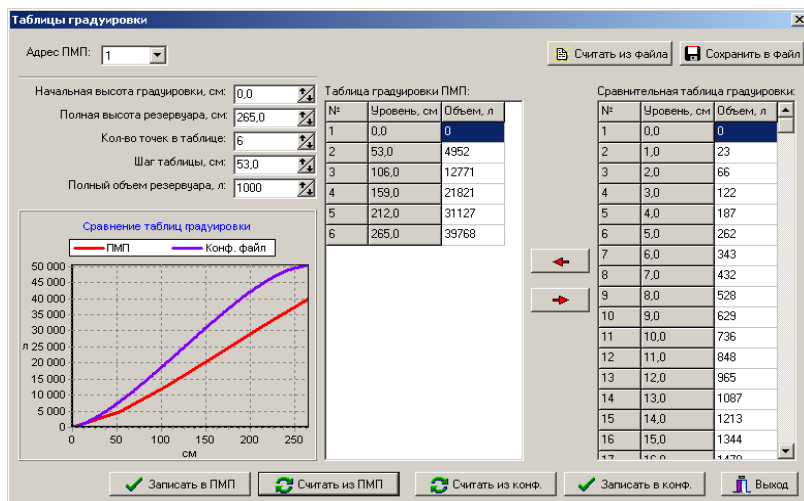 Таблицы градуировки
Адрес ПМП: 1
Считать из файла
Сохранить в файл
Начальная высота градуировки, см: 0,0
Полная высота резервуара, см: 265,0
Кол-во точек в таблице: 6
Шаг таблицы, см: 53,0
Полный объем резервуара, л: 1000
Таблица градуировки ПМП:
№ Уровень, см Объем, л
1 0,0 0
2 53,0 4952
3 106,0 12771
4 159,0 21821
5 212,0 31127
6 265,0 39768
Сравнительная таблица градуировки:
№ Уровень, см Объем, л
1 0,0 0
2 1,0 23
3 2,0 66
4 3,0 122
5 4,0 187
6 5,0 262
7 6,0 343
8 7,0 432
9 8,0 528
10 9,0 629
11 10,0 736
12 11,0 848
13 12,0 965
14 13,0 1087
15 14,0 1213
16 15,0 1344
17 16,0 1479
Сравнение таблиц градуировки
ПМП Конф. файл
50 000
45 000
40 000
35 000
30 000
л 25 000
20 000
15 000
10 000
5 000
0
0 50 100 150 200 250
см
Записать в ПМП
Считать из ПМП
Считать из конф.
Записать в конф.
Выход